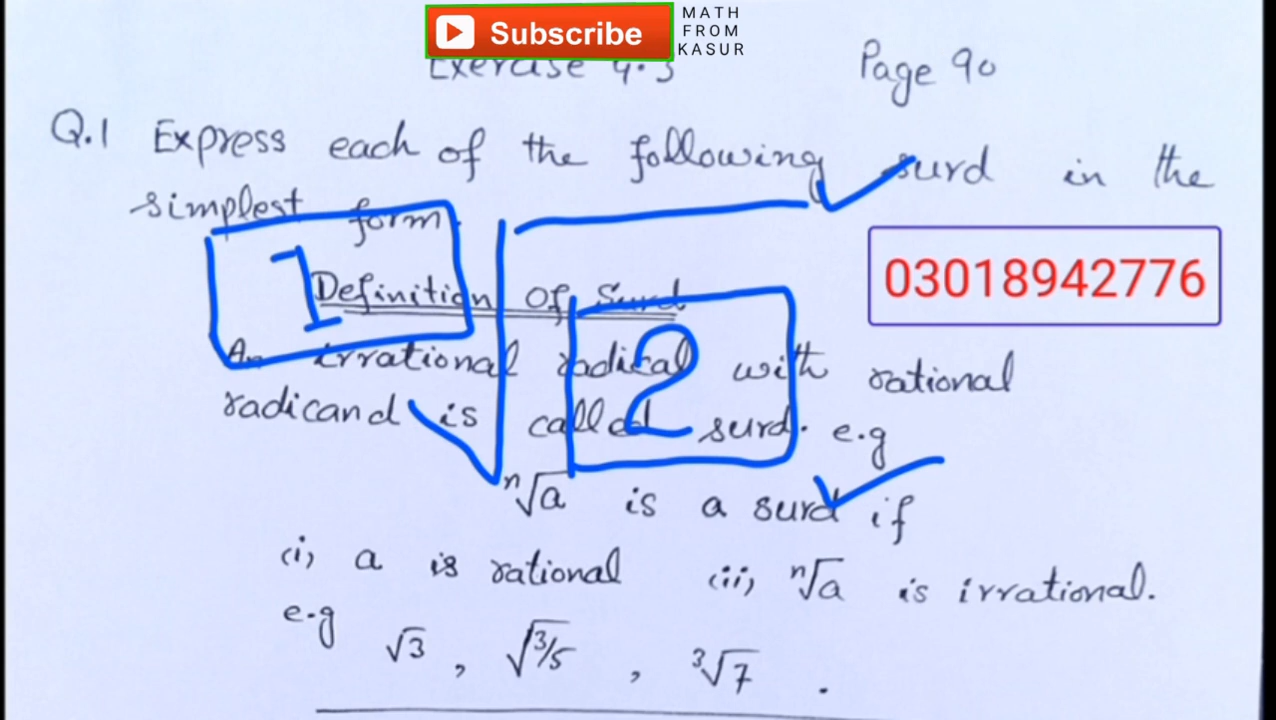 Subscribe
MATH
FROM
KASUR
Exercise 4.3 Page 90
Q.1 Express each of the following surd in the
simplest form.
1
Definition Of Surd
03018942776
An irrational radical with rational
2
radicand is called surd. e.g
ⁿ√a is a surd if
(i) a is rational (ii) ⁿ√a is irrational.
e.g √3 , √3/5 , ³√7 .